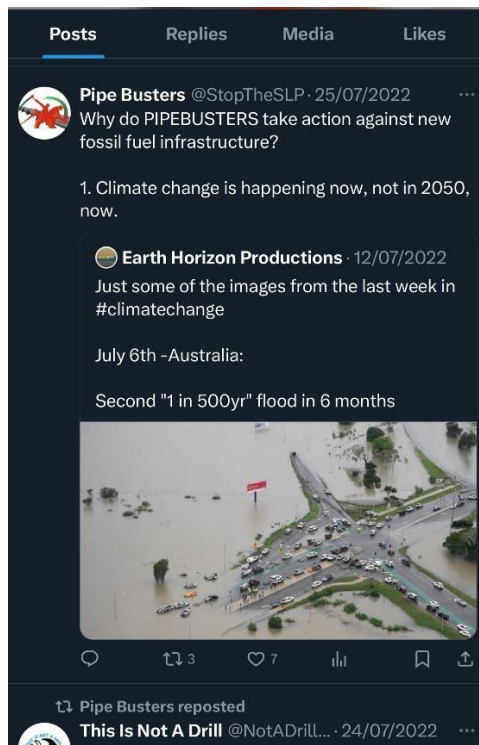 Posts Replies Media Likes
Pipe Busters @StopTheSLP · 25/07/2022 ...
Why do PIPEBUSTERS take action against new
fossil fuel infrastructure?
1. Climate change is happening now, not in 2050,
now.
Earth Horizon Productions · 12/07/2022
Just some of the images from the last week in
#climatechange
July 6th -Australia:
Second "1 in 500yr" flood in 6 months
3 7
Pipe Busters reposted
This Is Not A Drill @NotADrill... · 24/07/2022 ...